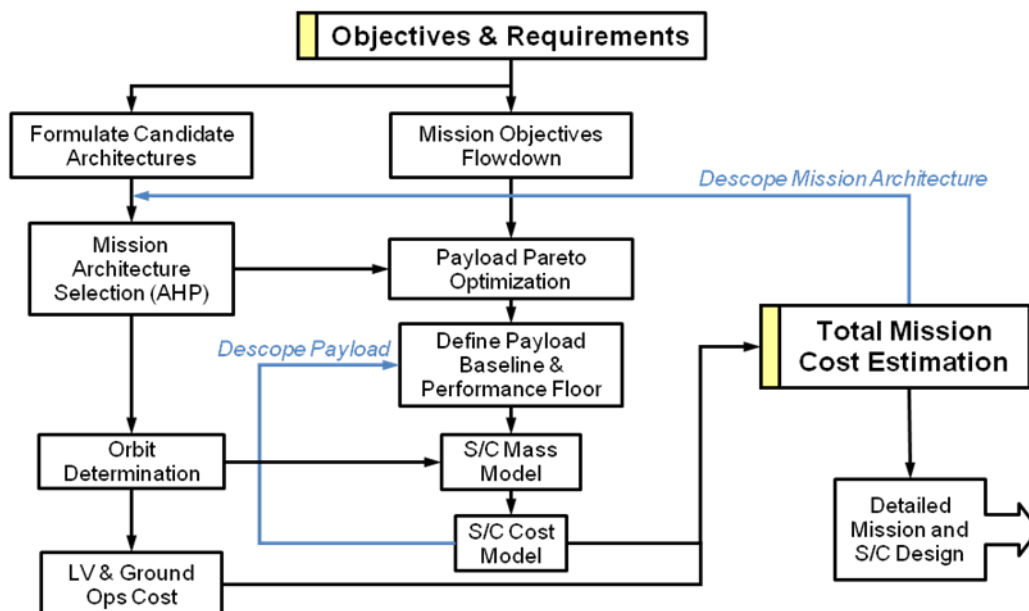 Objectives & Requirements
Formulate Candidate
Architectures
Mission Objectives
Flowdown
Descope Mission Architecture
Mission
Architecture
Selection (AHP)
Payload Pareto
Optimization
Descope Payload
Define Payload
Baseline &
Performance Floor
Total Mission
Cost Estimation
Orbit
Determination
S/C Mass
Model
S/C Cost
Model
Detailed
Mission and
S/C Design
LV & Ground
Ops Cost